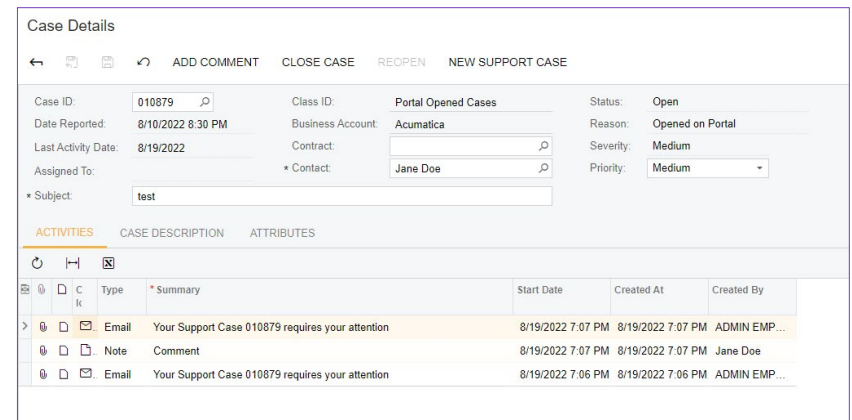 Case Details
ADD COMMENT CLOSE CASE REOPEN NEW SUPPORT CASE
Case ID: 010879 Class ID: Portal Opened Cases Status: Open
Date Reported: 8/10/2022 8:30 PM Business Account: Acumatica Reason: Opened on Portal
Last Activity Date: 8/19/2022 Contract: Severity: Medium
Assigned To: * Contact: Jane Doe Priority: Medium
* Subject: test
ACTIVITIES CASE DESCRIPTION ATTRIBUTES
C Type * Summary Start Date Created At Created By
Email Your Support Case 010879 requires your attention 8/19/2022 7:07 PM 8/19/2022 7:07 PM ADMIN EMP...
Note Comment 8/19/2022 7:07 PM 8/19/2022 7:07 PM Jane Doe
Email Your Support Case 010879 requires your attention 8/19/2022 7:06 PM 8/19/2022 7:06 PM ADMIN EMP...